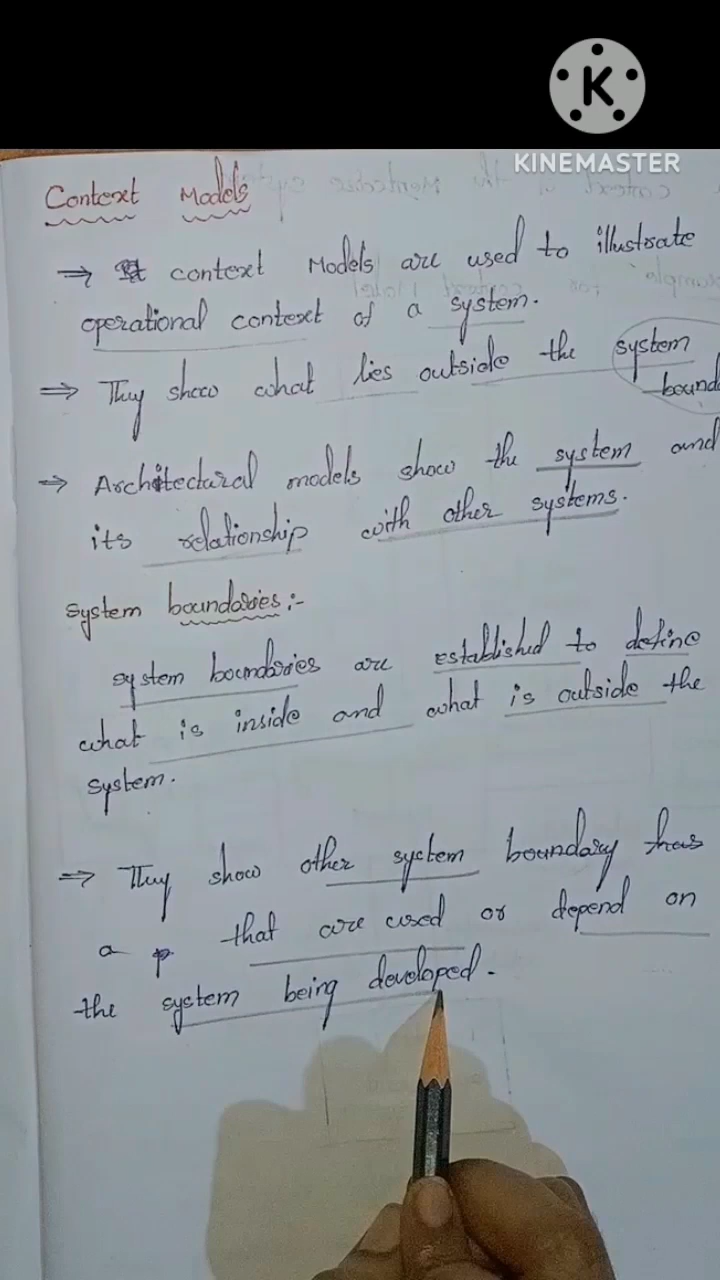 KINEMASTER
Context Models
⇒ context Models are used to illustrate
operational context of a system.
⇒ They show what lies outside the system
bound
⇒ Architectural models show the system and
its relationship with other systems.
System boundaries:-
system boundaries are established to define
what is inside and what is outside the
system.
⇒ They show other system boundary has
a p that are used or depend on
the system being developed.